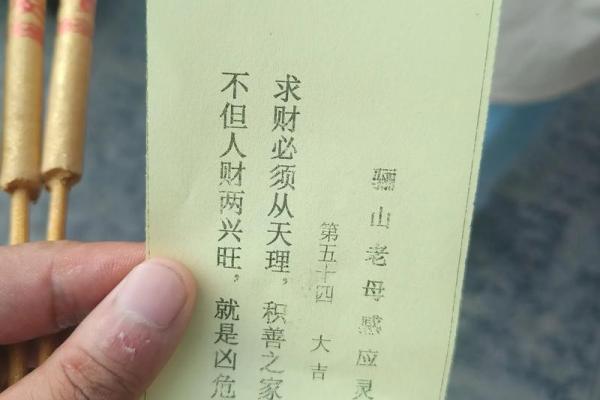 骊山老母感应灵
第五十四 大吉
求财必须从天理，积善之家
不但人财两兴旺，就是凶危